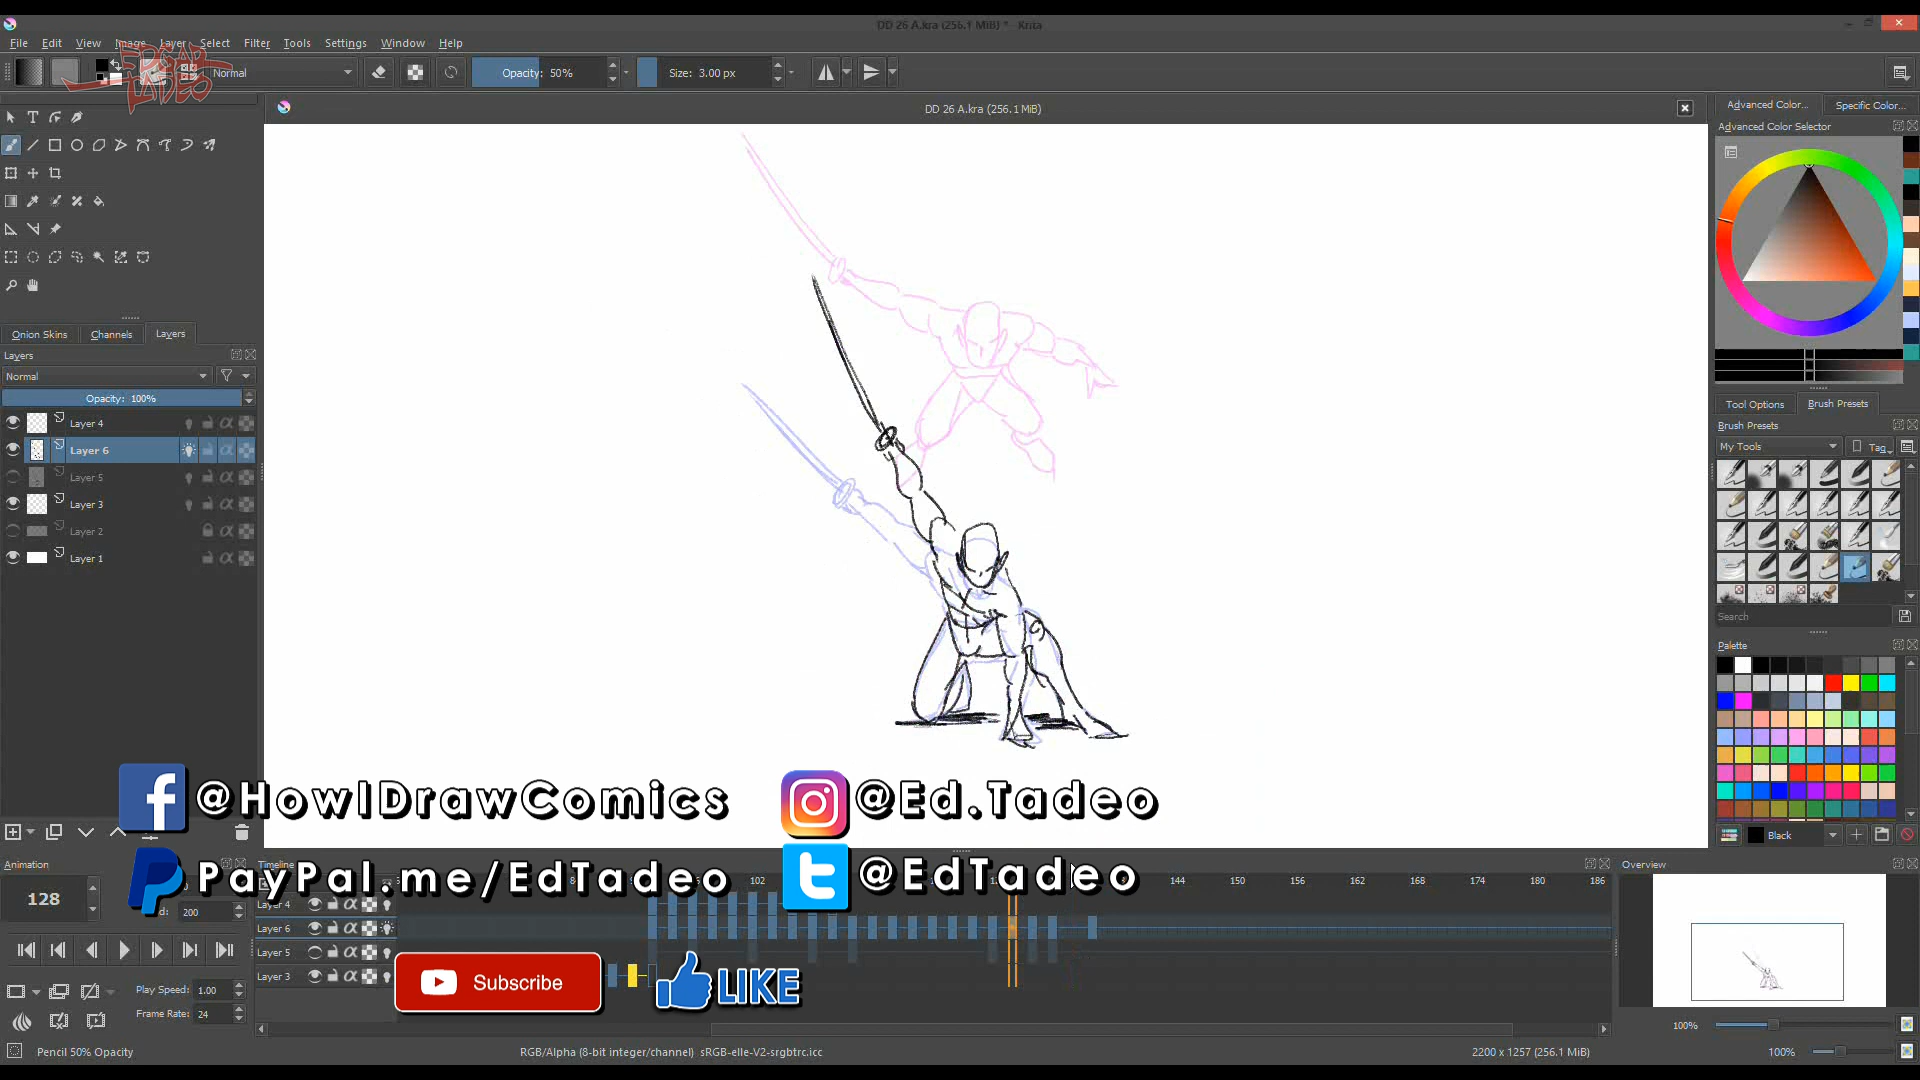 DD 26 A.kra (256.1 MiB) * - Krita
File Edit View Image Layer Select Filter Tools Settings Window Help
EDGAR TADEO
Normal
Opacity: 50%
Size: 3.00 px
DD 26 A.kra (256.1 MiB)
Advanced Color... Specific Color...
Advanced Color Selector
Onion Skins Channels Layers
Layers
Normal
Opacity: 100%
Layer 4
Layer 6
Layer 5
Layer 3
Layer 2
Layer 1
Tool Options Brush Presets
Brush Presets
My Tools Tag
Search
Palette
Black
@HowIDrawComics
@Ed.Tadeo
PayPal.me/EdTadeo
@EdTadeo
Animation
128
200
Play Speed: 1.00
Frame Rate: 24
Timeline
102 144 150 156 162 168 174 180 186
Layer 4
Layer 6
Layer 5
Layer 3
Subscribe
LIKE
Overview
100%
100%
Pencil 50% Opacity
RGB/Alpha (8-bit integer/channel) sRGB-elle-V2-srgbtrc.icc
2200 x 1257 (256.1 MiB)